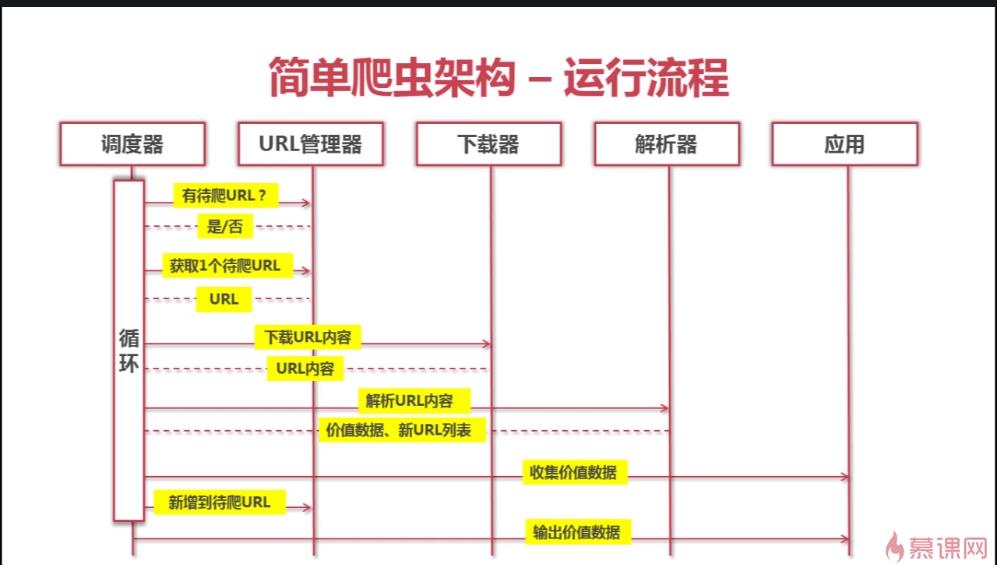 简单爬虫架构 – 运行流程
调度器
URL管理器
下载器
解析器
应用
循环
有待爬URL？
是/否
获取1个待爬URL
URL
下载URL内容
URL内容
解析URL内容
价值数据、新URL列表
收集价值数据
新增到待爬URL
输出价值数据
慕课网